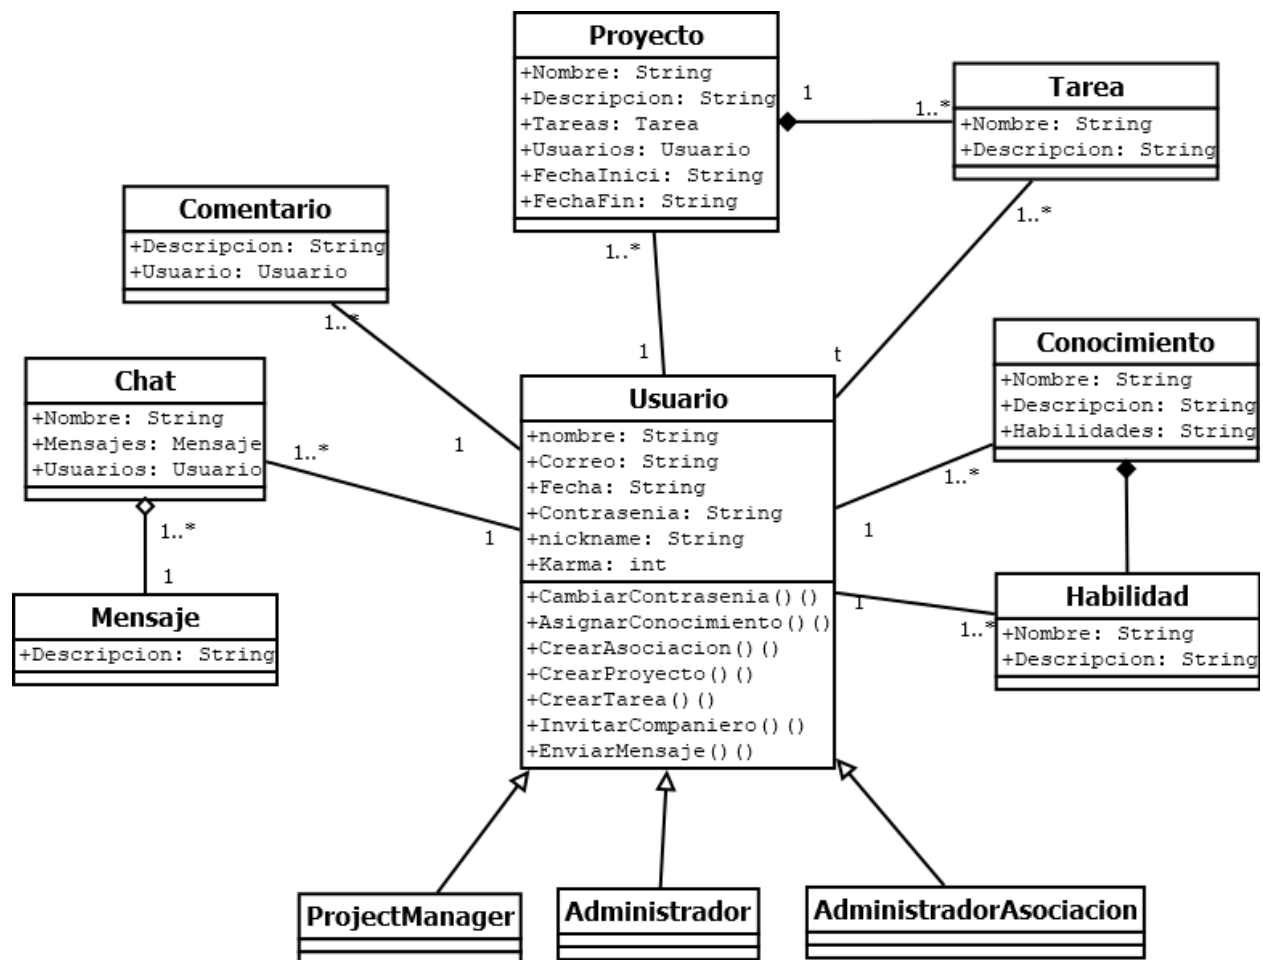 Proyecto
+Nombre: String
+Descripcion: String
+Tareas: Tarea
+Usuarios: Usuario
+FechaInici: String
+FechaFin: String
1
1..*
Tarea
+Nombre: String
+Descripcion: String
1..*
t
1..*
1
Comentario
+Descripcion: String
+Usuario: Usuario
1..*
1
Chat
+Nombre: String
+Mensajes: Mensaje
+Usuarios: Usuario
1..*
1
1..*
1
Mensaje
+Descripcion: String
Usuario
+nombre: String
+Correo: String
+Fecha: String
+Contrasenia: String
+nickname: String
+Karma: int
+CambiarContrasenia()()
+AsignarConocimiento()()
+CrearAsociacion()()
+CrearProyecto()()
+CrearTarea()()
+InvitarCompaniero()()
+EnviarMensaje()()
Conocimiento
+Nombre: String
+Descripcion: String
+Habilidades: String
1..*
1
Habilidad
+Nombre: String
+Descripcion: String
1
1..*
ProjectManager
Administrador
AdministradorAsociacion